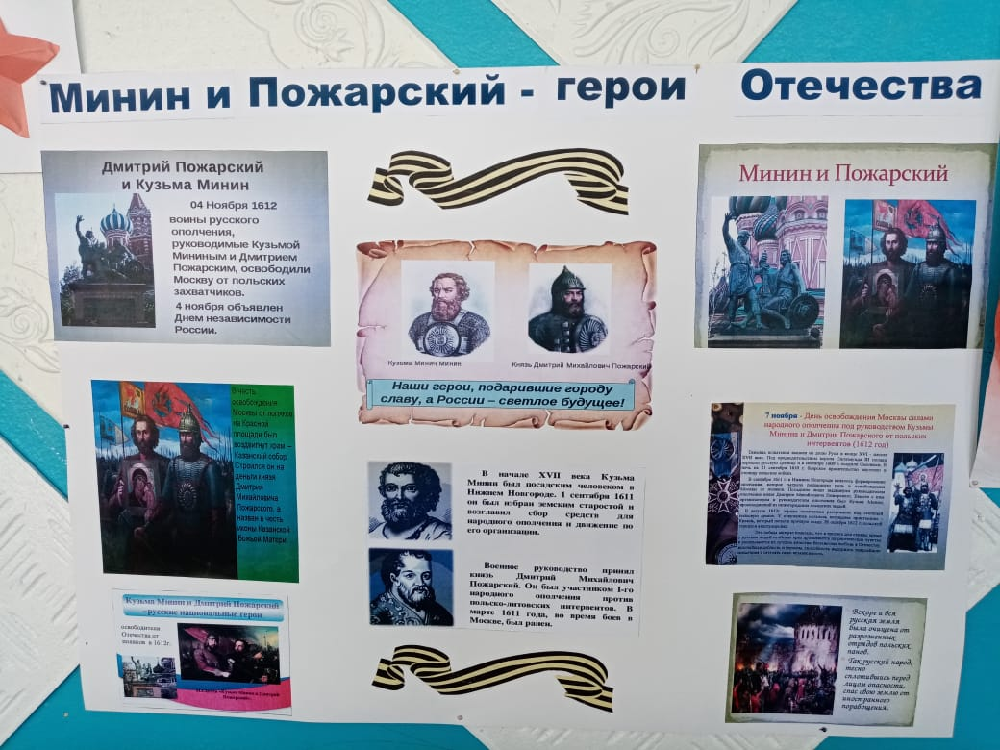 Минин и Пожарский - герои Отечества
Дмитрий Пожарский
и Кузьма Минин
04 Ноября 1612
воины русского
ополчения,
руководимые Кузьмой
Мининым и Дмитрием
Пожарским, освободили
Москву от польских
захватчиков.
4 ноября объявлен
Днем независимости
России.
Кузьма Минич Минин
Князь Дмитрий Михайлович Пожарский
Наши герои, подарившие городу
славу, а России – светлое будущее!
Минин и Пожарский
В честь
освобождения
Москвы от поляков
на Красной
площади был
воздвигнут храм –
Казанский собор.
Строился он на
деньги князя
Дмитрия
Михайловича
Пожарского, а
назван в честь
иконы Казанской
Божьей Матери.
В начале XVII века Кузьма
Минин был посадским человеком в
Нижнем Новгороде. 1 сентября 1611
он был избран земским старостой и
возглавил сбор средств для
народного ополчения и движение по
его организации.
Военное руководство принял
князь Дмитрий Михайлович
Пожарский. Он был участником I-го
народного ополчения против
польско-литовских интервентов. В
марте 1611 года, во время боев в
Москве, был ранен.
7 ноября - День освобождения Москвы силами
народного ополчения под руководством Кузьмы
Минина и Дмитрия Пожарского от польских
интервентов (1612 год)
Кузьма Минин и Дмитрий Пожарский
–русские национальные герои
освободители
Отечества от
поляков в 1612г.
Вскоре и вся
русская земля
была очищена от
разрозненных
отрядов польских
панов.
Так русский народ,
тесно
сплотившись перед
лицом опасности,
спас свою землю от
иностранного
порабощения.